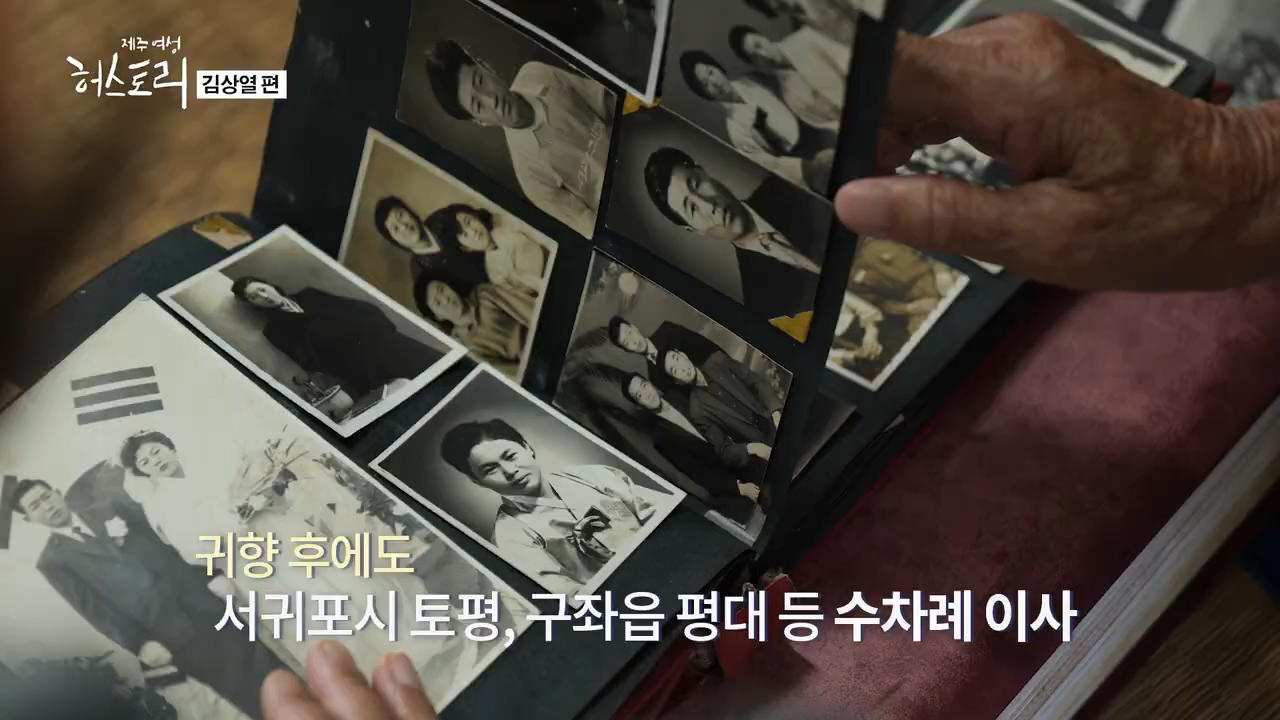 제주 여성
허스토리 김상열 편
귀향 후에도
서귀포시 토평, 구좌읍 평대 등 수차례 이사